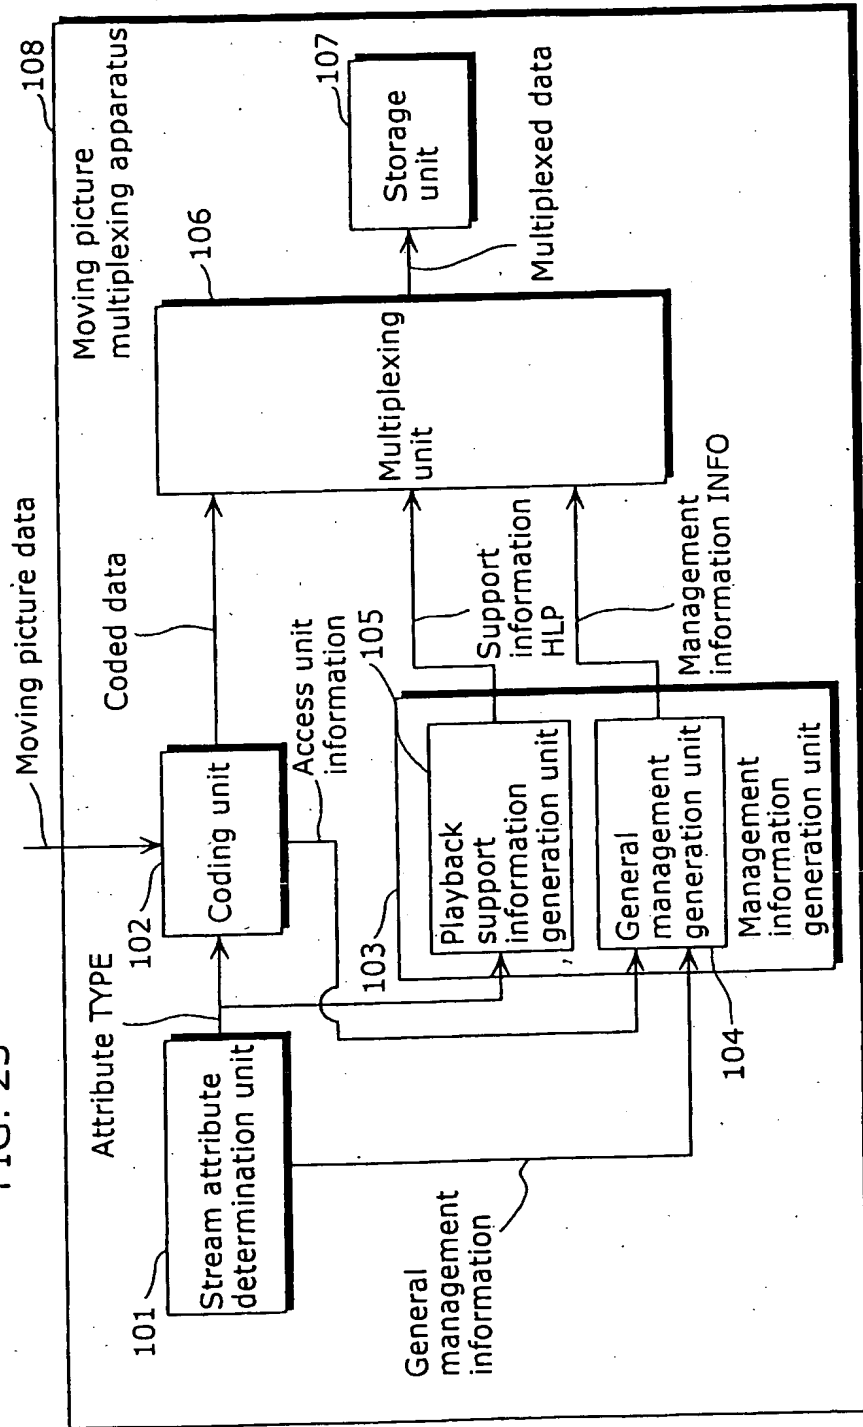 FIG. 25
Moving picture data
108
Moving picture
multiplexing apparatus
Attribute TYPE
Coded data
106
107
101
Stream attribute
determination unit
102
Coding unit
Multiplexing
unit
Storage
unit
Access unit
information
Multiplexed data
103
105
Playback
support
information
generation unit
Support
information
HLP
General
management
information
General
management
generation unit
104
Management
information
generation unit
Management
information INFO